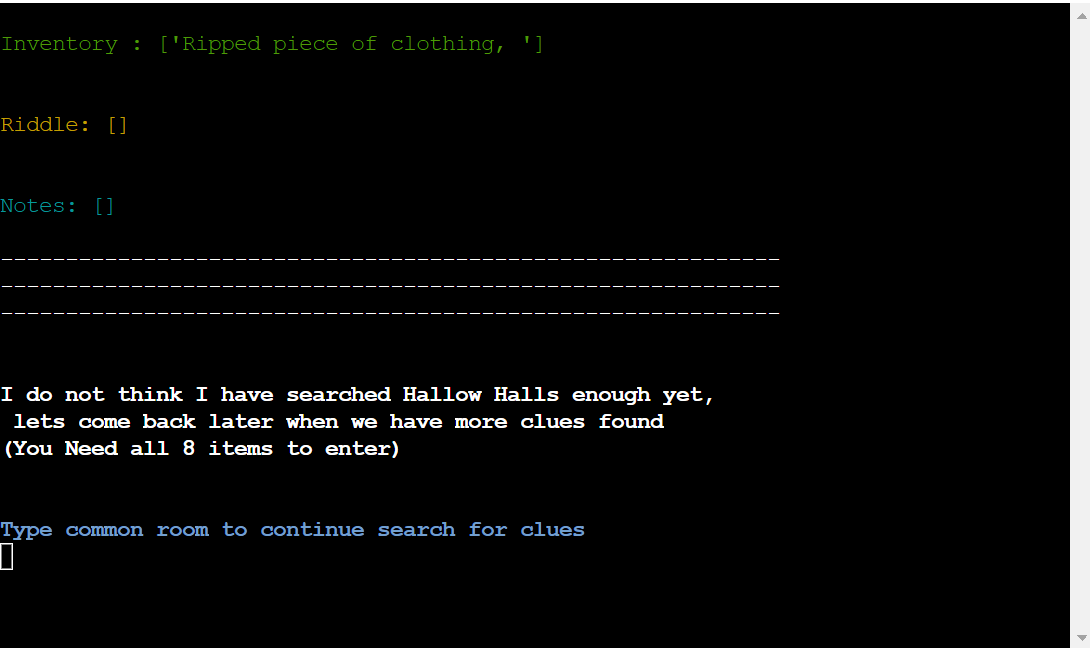 Inventory : ['Ripped piece of clothing, ']
Riddle: []
Notes: []
------------------------------------------------------------
------------------------------------------------------------
------------------------------------------------------------
I do not think I have searched Hallow Halls enough yet,
 lets come back later when we have more clues found
(You Need all 8 items to enter)
Type common room to continue search for clues